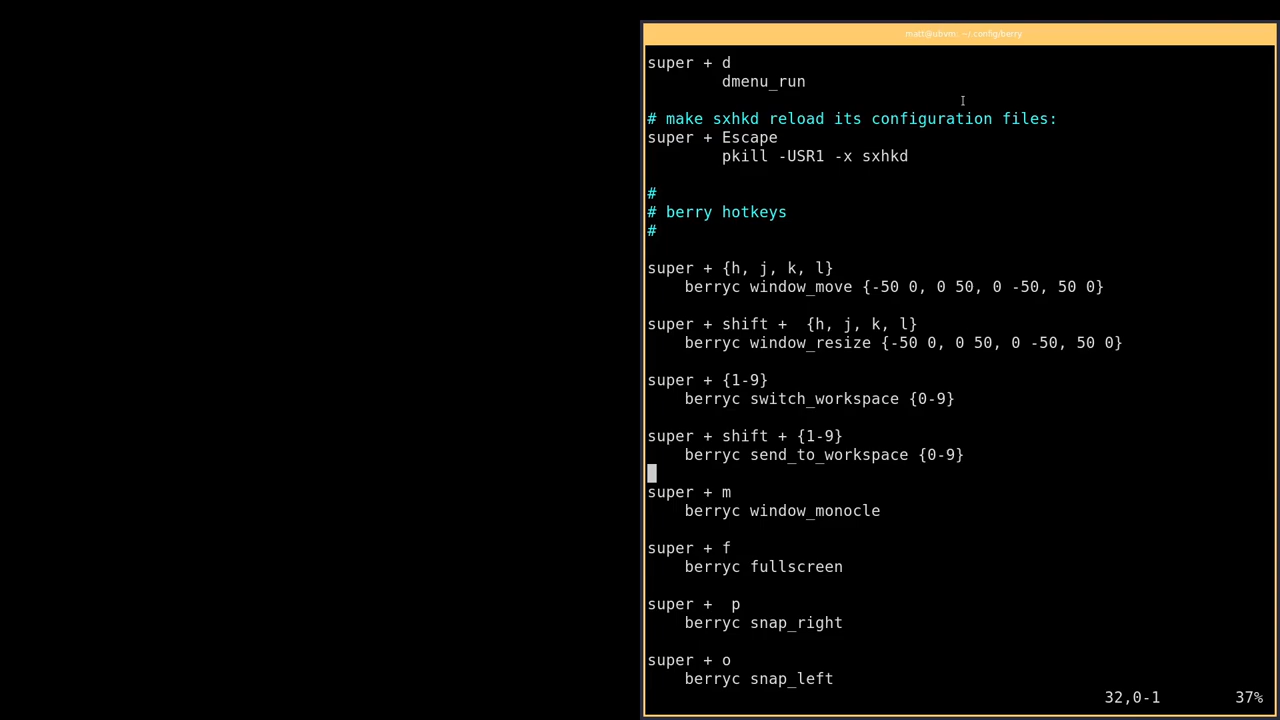 matt@ubvm: ~/.config/berry
super + d
        dmenu_run

# make sxhkd reload its configuration files:
super + Escape
        pkill -USR1 -x sxhkd

#
# berry hotkeys
#

super + {h, j, k, l}
    berryc window_move {-50 0, 0 50, 0 -50, 50 0}

super + shift +  {h, j, k, l}
    berryc window_resize {-50 0, 0 50, 0 -50, 50 0}

super + {1-9}
    berryc switch_workspace {0-9}

super + shift + {1-9}
    berryc send_to_workspace {0-9}

super + m
    berryc window_monocle

super + f
    berryc fullscreen

super +  p
    berryc snap_right

super + o
    berryc snap_left
32,0-1        37%